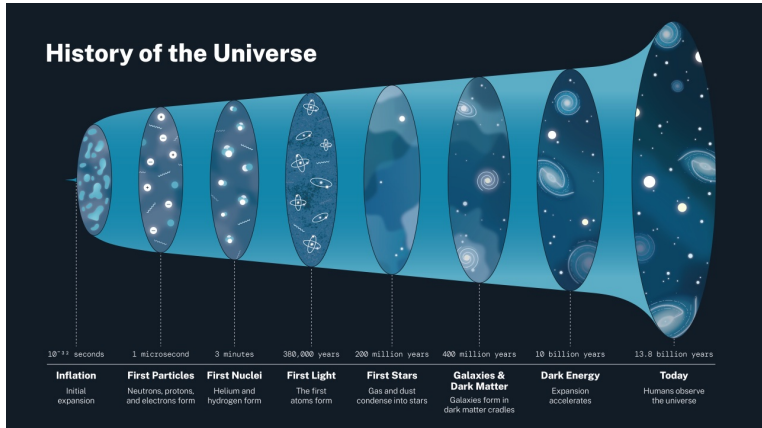 History of the Universe
10⁻³³ seconds
1 microsecond
3 minutes
380,000 years
200 million years
400 million years
10 billion years
13.8 billion years
Inflation
Initial
expansion
First Particles
Neutrons, protons,
and electrons form
First Nuclei
Helium and
hydrogen form
First Light
The first
atoms form
First Stars
Gas and dust
condense into stars
Galaxies &
Dark Matter
Galaxies form in
dark matter cradles
Dark Energy
Expansion
accelerates
Today
Humans observe
the universe